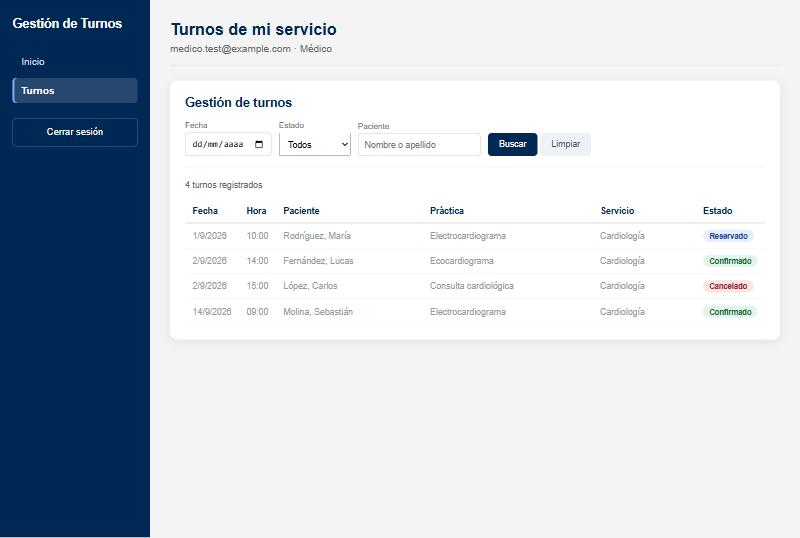 Gestión de Turnos
Inicio
Turnos
Cerrar sesión
Turnos de mi servicio
medico.test@example.com · Médico
Gestión de turnos
Fecha Estado Paciente
dd/mm/aaaa Todos Nombre o apellido Buscar Limpiar
4 turnos registrados
Fecha Hora Paciente Práctica Servicio Estado
1/9/2026 10:00 Rodríguez, María Electrocardiograma Cardiología Reservado
2/9/2026 14:00 Fernández, Lucas Ecocardiograma Cardiología Confirmado
2/9/2026 15:00 López, Carlos Consulta cardiológica Cardiología Cancelado
14/9/2026 09:00 Molina, Sebastián Electrocardiograma Cardiología Confirmado